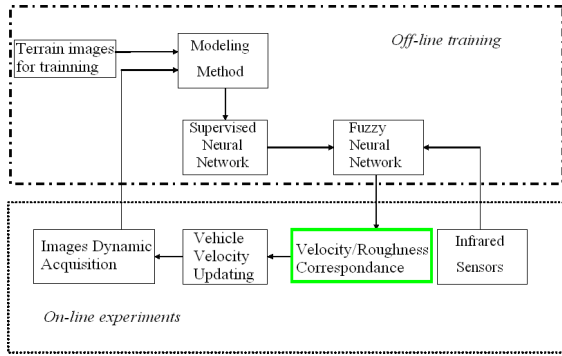 Off-line training
Terrain images
for trainning
Modeling
Method
Supervised
Neural
Network
Fuzzy
Neural
Network
Images Dynamic
Acquisition
Vehicle
Velocity
Updating
Velocity/Roughness
Correspondance
Infrared
Sensors
On-line experiments